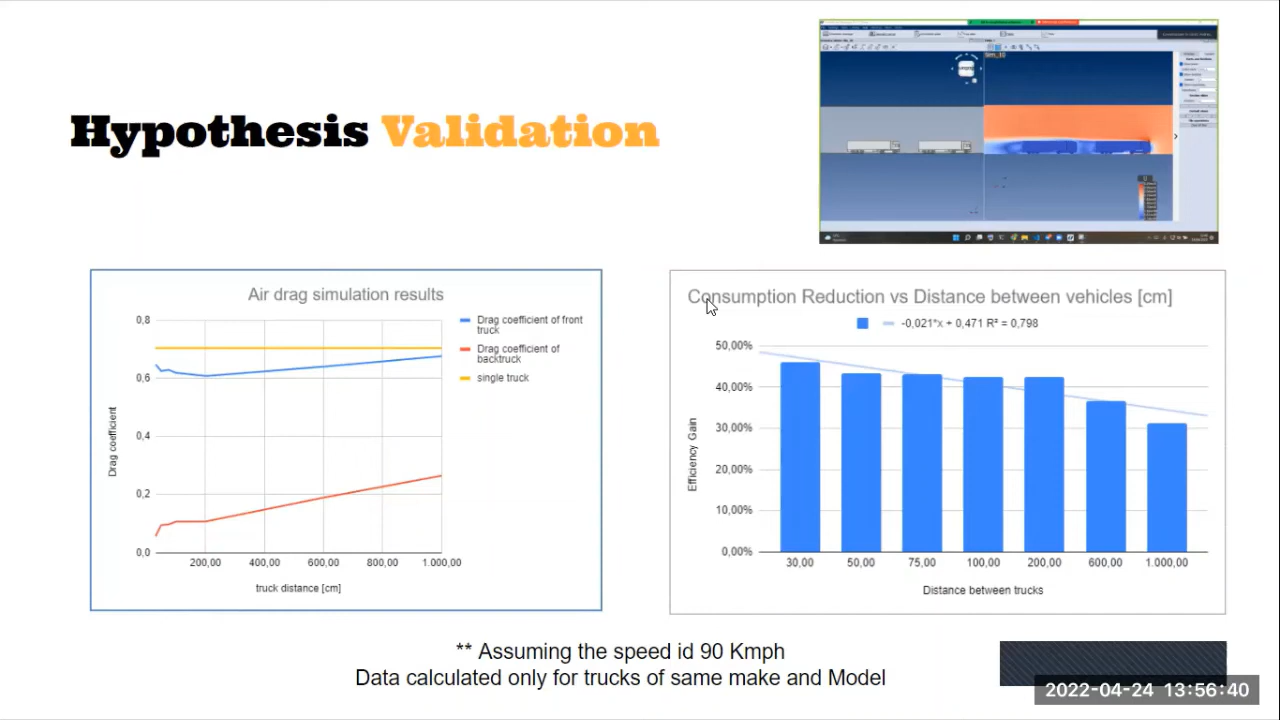 Hypothesis Validation
Air drag simulation results
Drag coefficient of front
truck
Drag coefficient of
backtruck
single truck
0,8
0,6
0,4
0,2
0,0
Drag coefficient
200,00 400,00 600,00 800,00 1.000,00
truck distance [cm]
Consumption Reduction vs Distance between vehicles [cm]
-0,021*x + 0,471 R² = 0,798
50,00%
40,00%
30,00%
20,00%
10,00%
0,00%
Efficiency Gain
30,00 50,00 75,00 100,00 200,00 600,00 1.000,00
Distance between trucks
** Assuming the speed id 90 Kmph
Data calculated only for trucks of same make and Model
2022-04-24 13:56:40